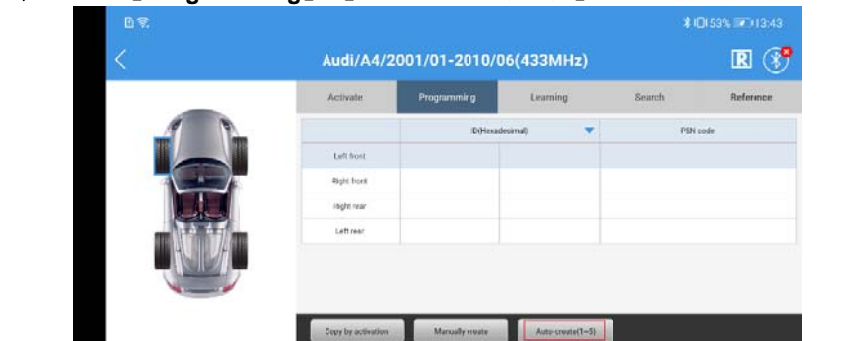 53% 13:43
Audi/A4/2001/01-2010/06(433MHz) R
Activate Programming Learning Search Reference
ID(Hexadesimal) PSN code
Left front
Right front
Right rear
Left rear
Copy by activation Manually create Auto-create(1~5)